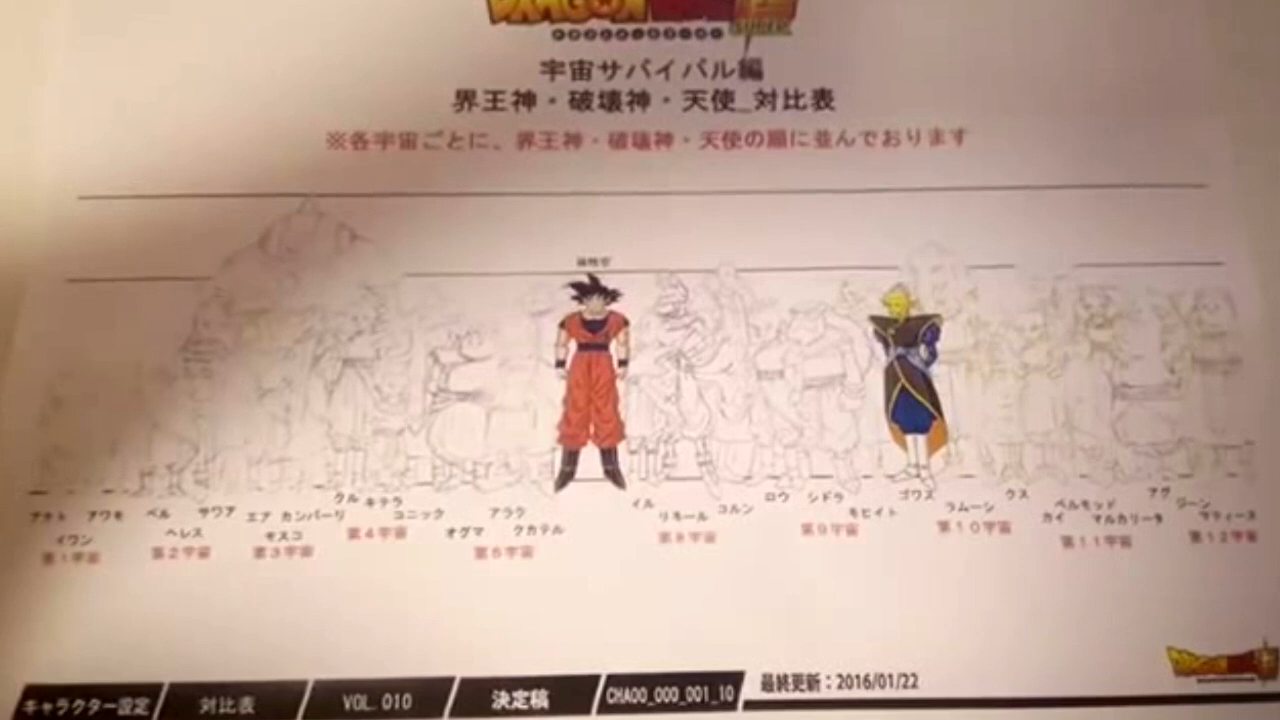 DRAGON BALL SUPER
宇宙サバイバル編
界王神・破壊神・天使_対比表
※各宇宙ごとに、界王神・破壊神・天使の順に並んでおります
孫悟空
アナト アワモ イワン
第1宇宙
ペル サワア ヘレス
第2宇宙
エア カンパーリ モスコ
第3宇宙
クル キテラ コニック
第4宇宙
オグマ アラク クカテル
第5宇宙
イル リキール コルン
第8宇宙
ロウ シドラ モヒイト
第9宇宙
ゴワス ラムーシ クス
第10宇宙
カイ ベルモッド マルカリータ
第11宇宙
アグ ジーン マティーヌ
第12宇宙
キャラクター設定 対比表 VOL. 010 決定稿 CHA00_000_001_10 最終更新：2016/01/22